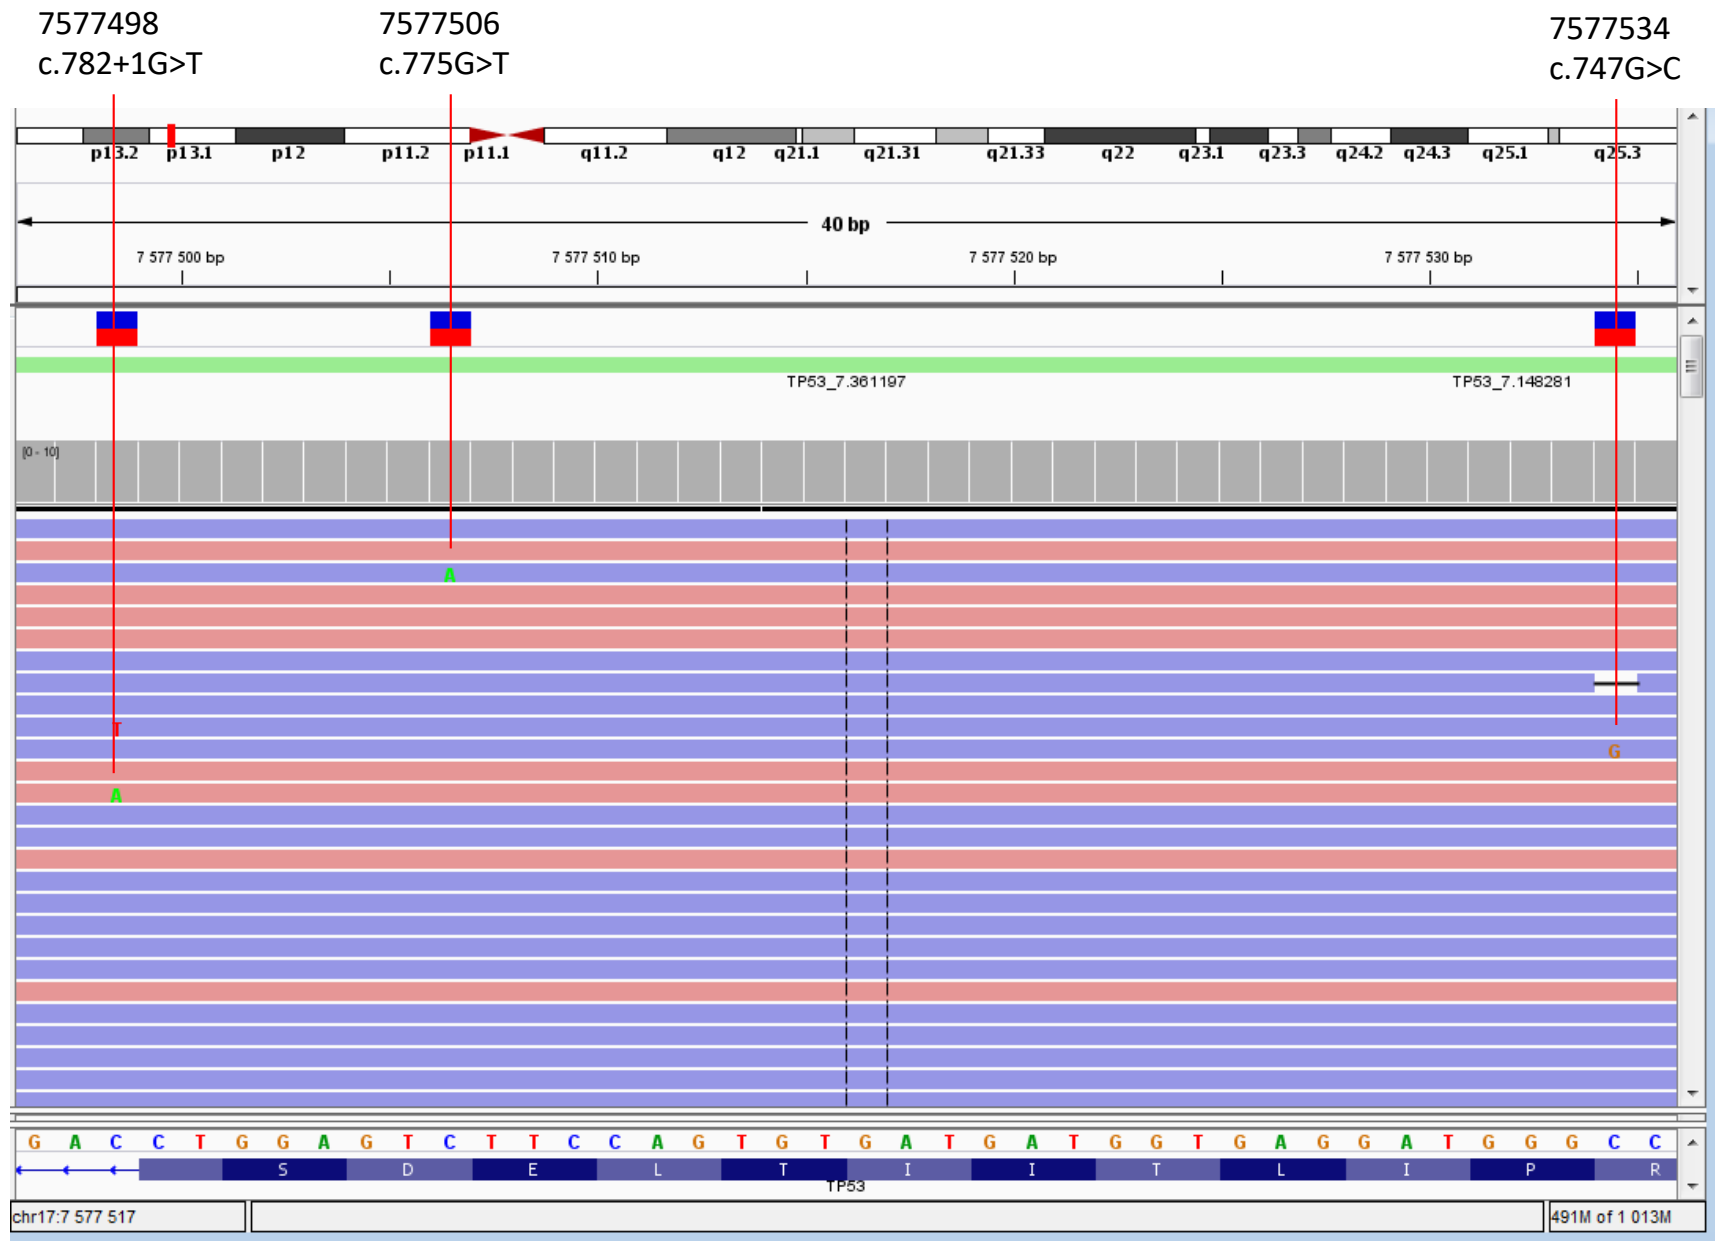 7577498
c.782+1G>T
7577506
c.775G>T
7577534
c.747G>C
p13.2 p13.1 p12 p11.2 p11.1 q11.2 q12 q21.1 q21.31 q21.33 q22 q23.1 q23.3 q24.2 q24.3 q25.1 q25.3
40 bp
7 577 500 bp 7 577 510 bp 7 577 520 bp 7 577 530 bp
TP53_7.361197 TP53_7.148281
[0 - 10]
A
T
G
A
G A C C T G G A G T C T T C C A G T G T G A T G A T G G T G A G G A T G G G C C
S D E L T I I T L I P R
TP53
chr17:7 577 517 491M of 1 013M